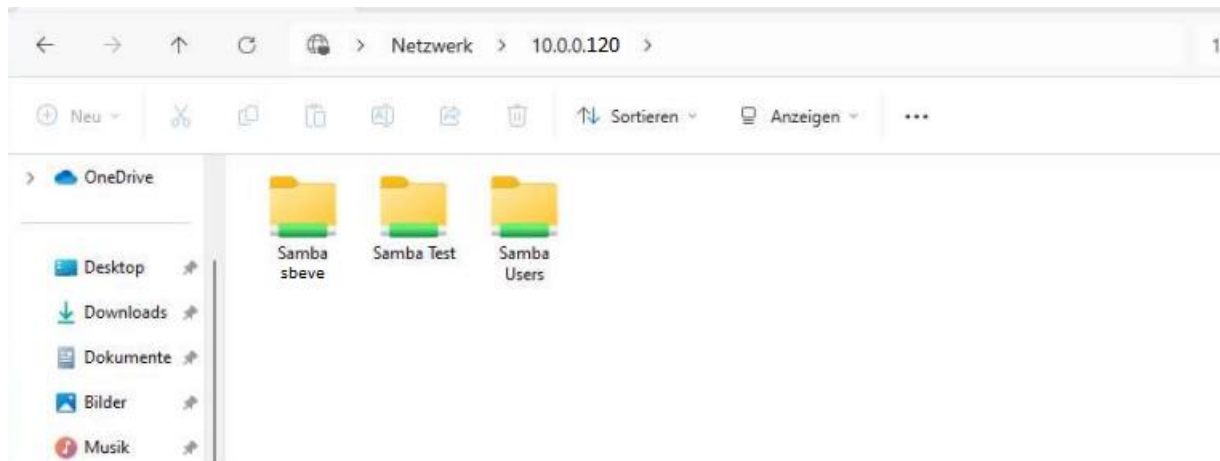 Netzwerk > 10.0.0.120 >
1
Neu
Sortieren
Anzeigen
OneDrive
Desktop
Downloads
Dokumente
Bilder
Musik
Samba
sbeve
Samba Test
Samba
Users